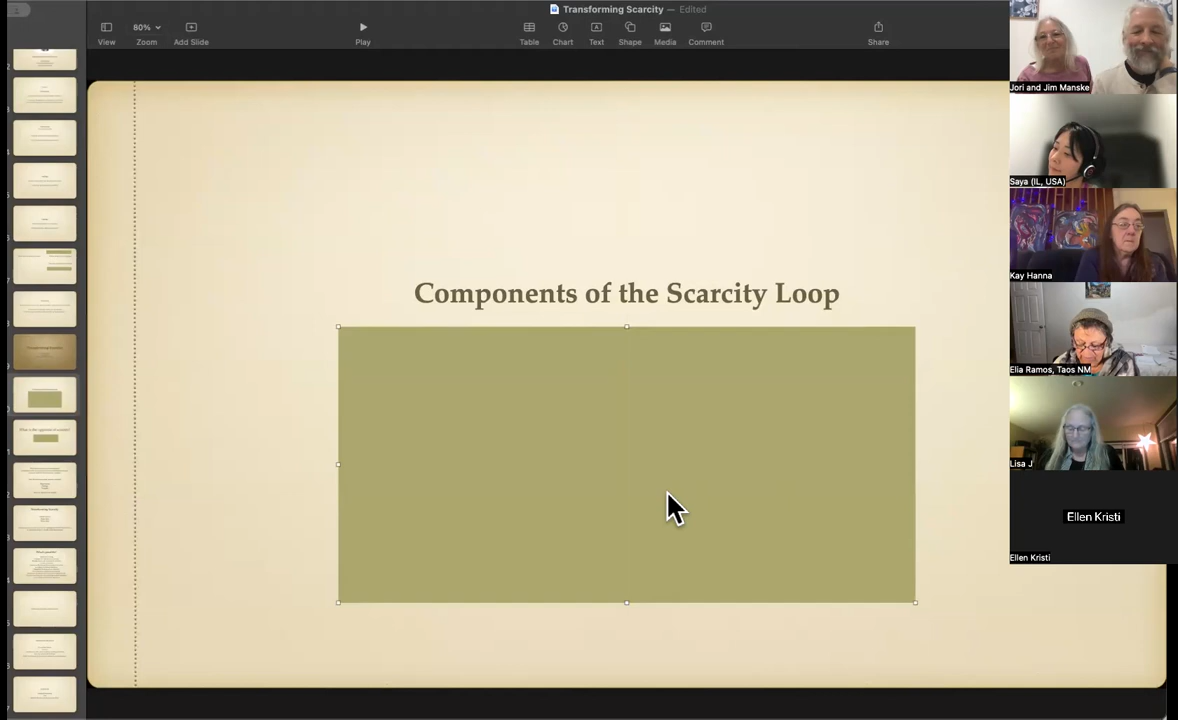 Transforming Scarcity — Edited
80%
View
Zoom
Add Slide
Play
Table
Chart
Text
Shape
Media
Comment
Share
Components of the Scarcity Loop
Jori and Jim Manske
Saya (IL, USA)
Kay Hanna
Elia Ramos, Taos NM
Lisa J
Ellen Kristi
Ellen Kristi